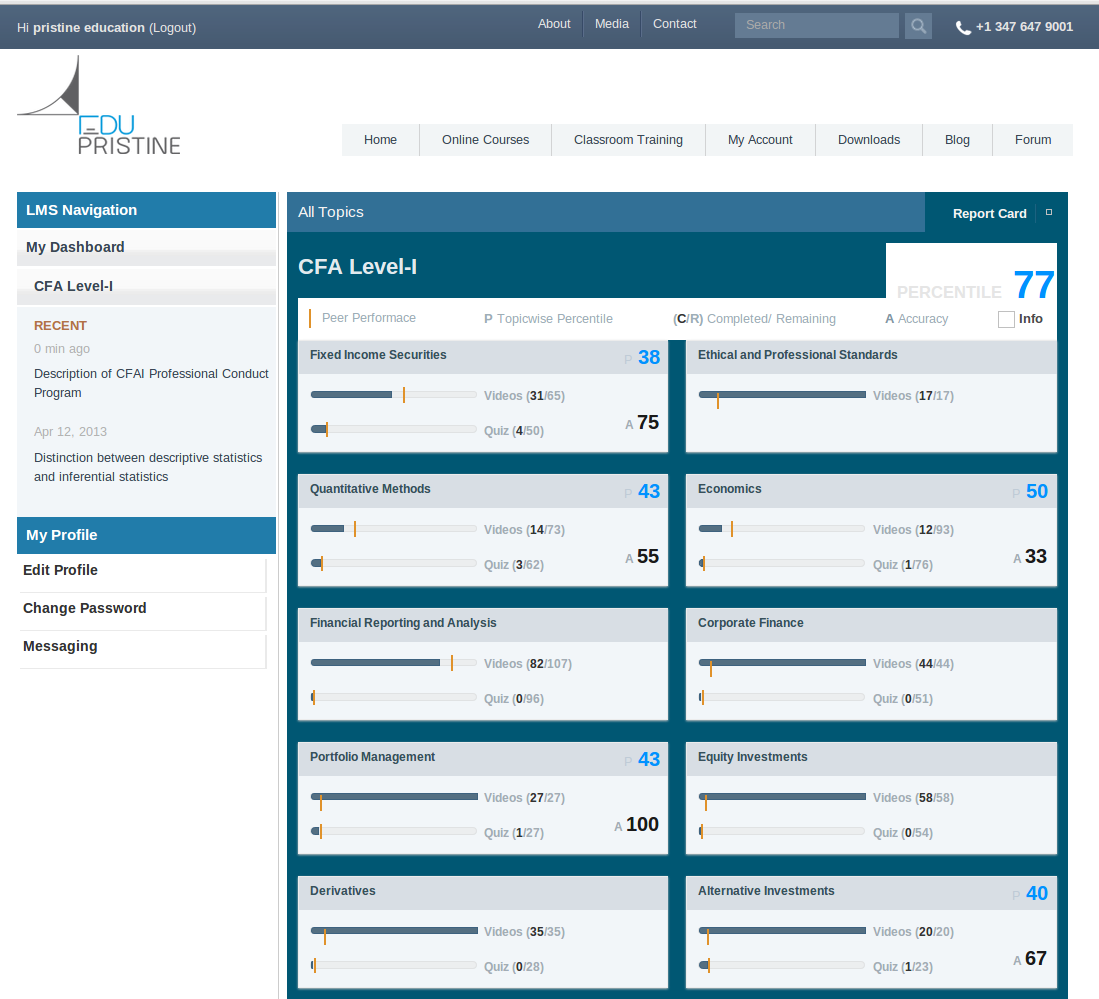 Hi pristine education (Logout)
About
Media
Contact
Search
+1 347 647 9001
EDU
PRISTINE
Home
Online Courses
Classroom Training
My Account
Downloads
Blog
Forum
LMS Navigation
My Dashboard
CFA Level-I
RECENT
0 min ago
Description of CFAI Professional Conduct
Program
Apr 12, 2013
Distinction between descriptive statistics
and inferential statistics
My Profile
Edit Profile
Change Password
Messaging
All Topics
Report Card
CFA Level-I
PERCENTILE 77
Peer Performace
P Topicwise Percentile
(C/R) Completed/ Remaining
A Accuracy
Info
Fixed Income Securities
P 38
Videos (31/65)
Quiz (4/50)
A 75
Ethical and Professional Standards
Videos (17/17)
Quantitative Methods
P 43
Videos (14/73)
Quiz (3/62)
A 55
Economics
P 50
Videos (12/93)
Quiz (1/76)
A 33
Financial Reporting and Analysis
Videos (82/107)
Quiz (0/96)
Corporate Finance
Videos (44/44)
Quiz (0/51)
Portfolio Management
P 43
Videos (27/27)
Quiz (1/27)
A 100
Equity Investments
Videos (58/58)
Quiz (0/54)
Derivatives
Videos (35/35)
Quiz (0/28)
Alternative Investments
P 40
Videos (20/20)
Quiz (1/23)
A 67